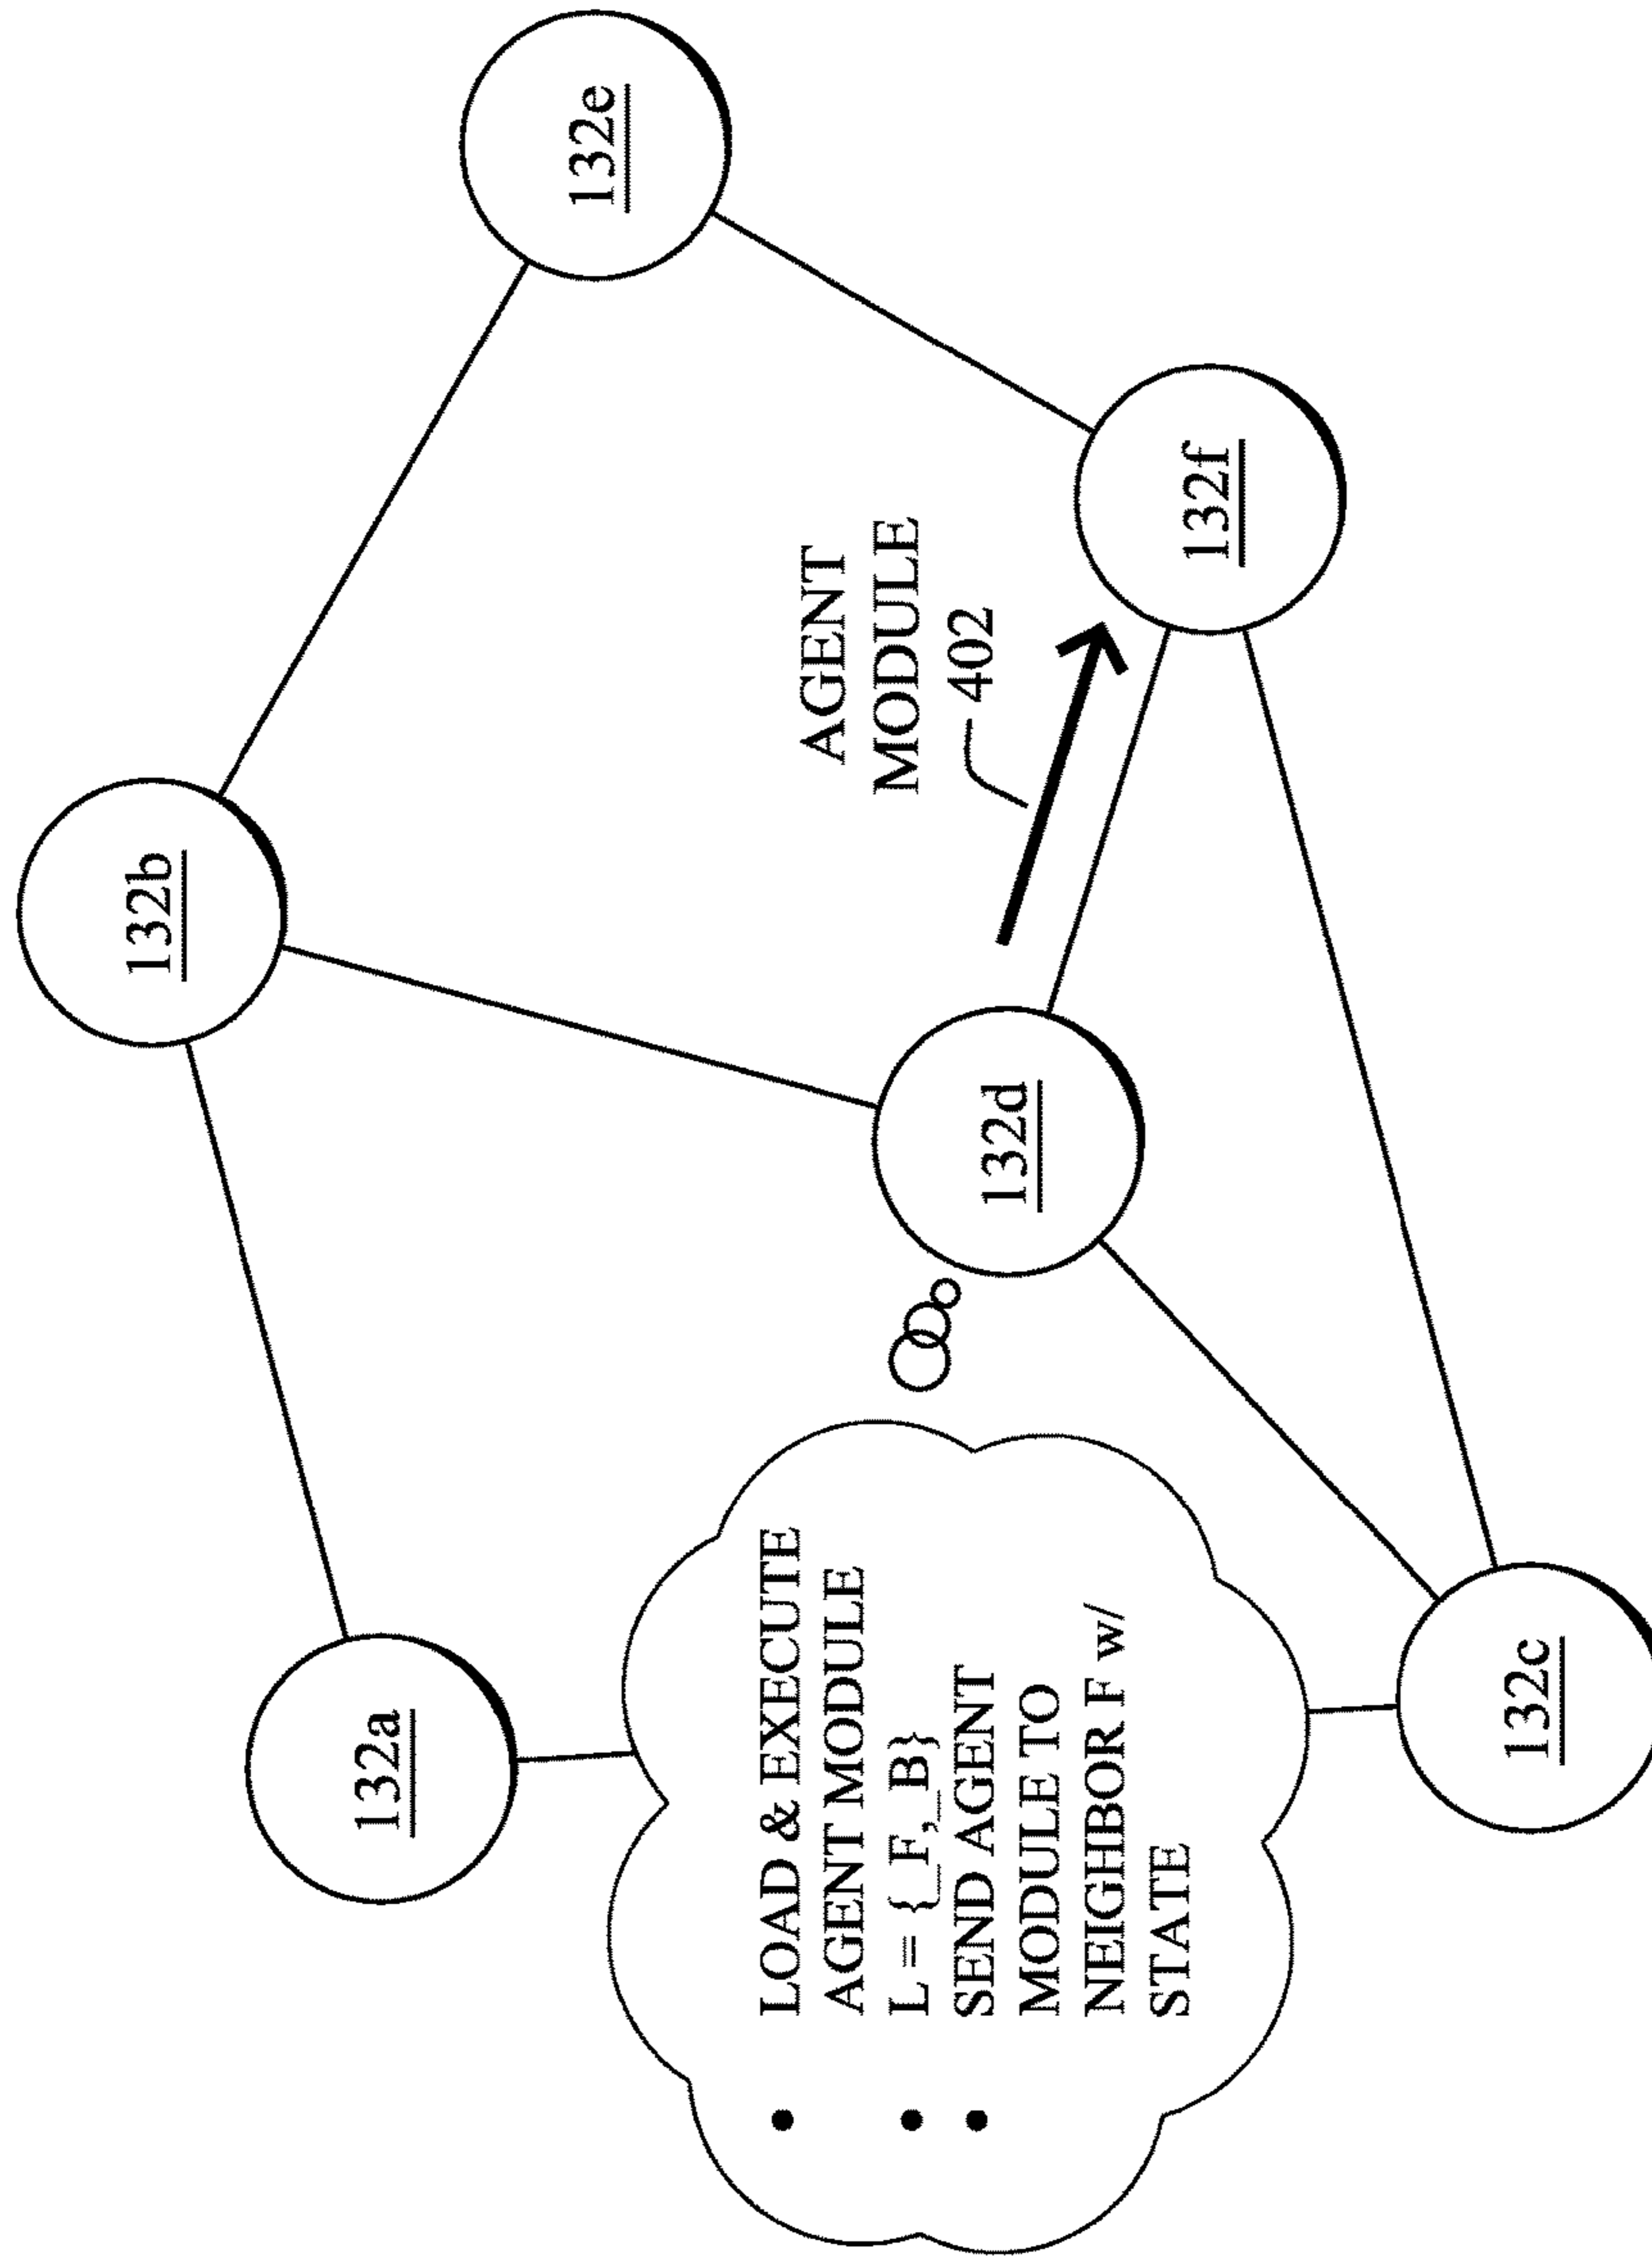 132b
132a
132e
• LOAD & EXECUTE
AGENT MODULE
• L = {_F,_B}
• SEND AGENT
MODULE TO
NEIGHBOR F w/
STATE
AGENT
MODULE
402
132d
132f
132c